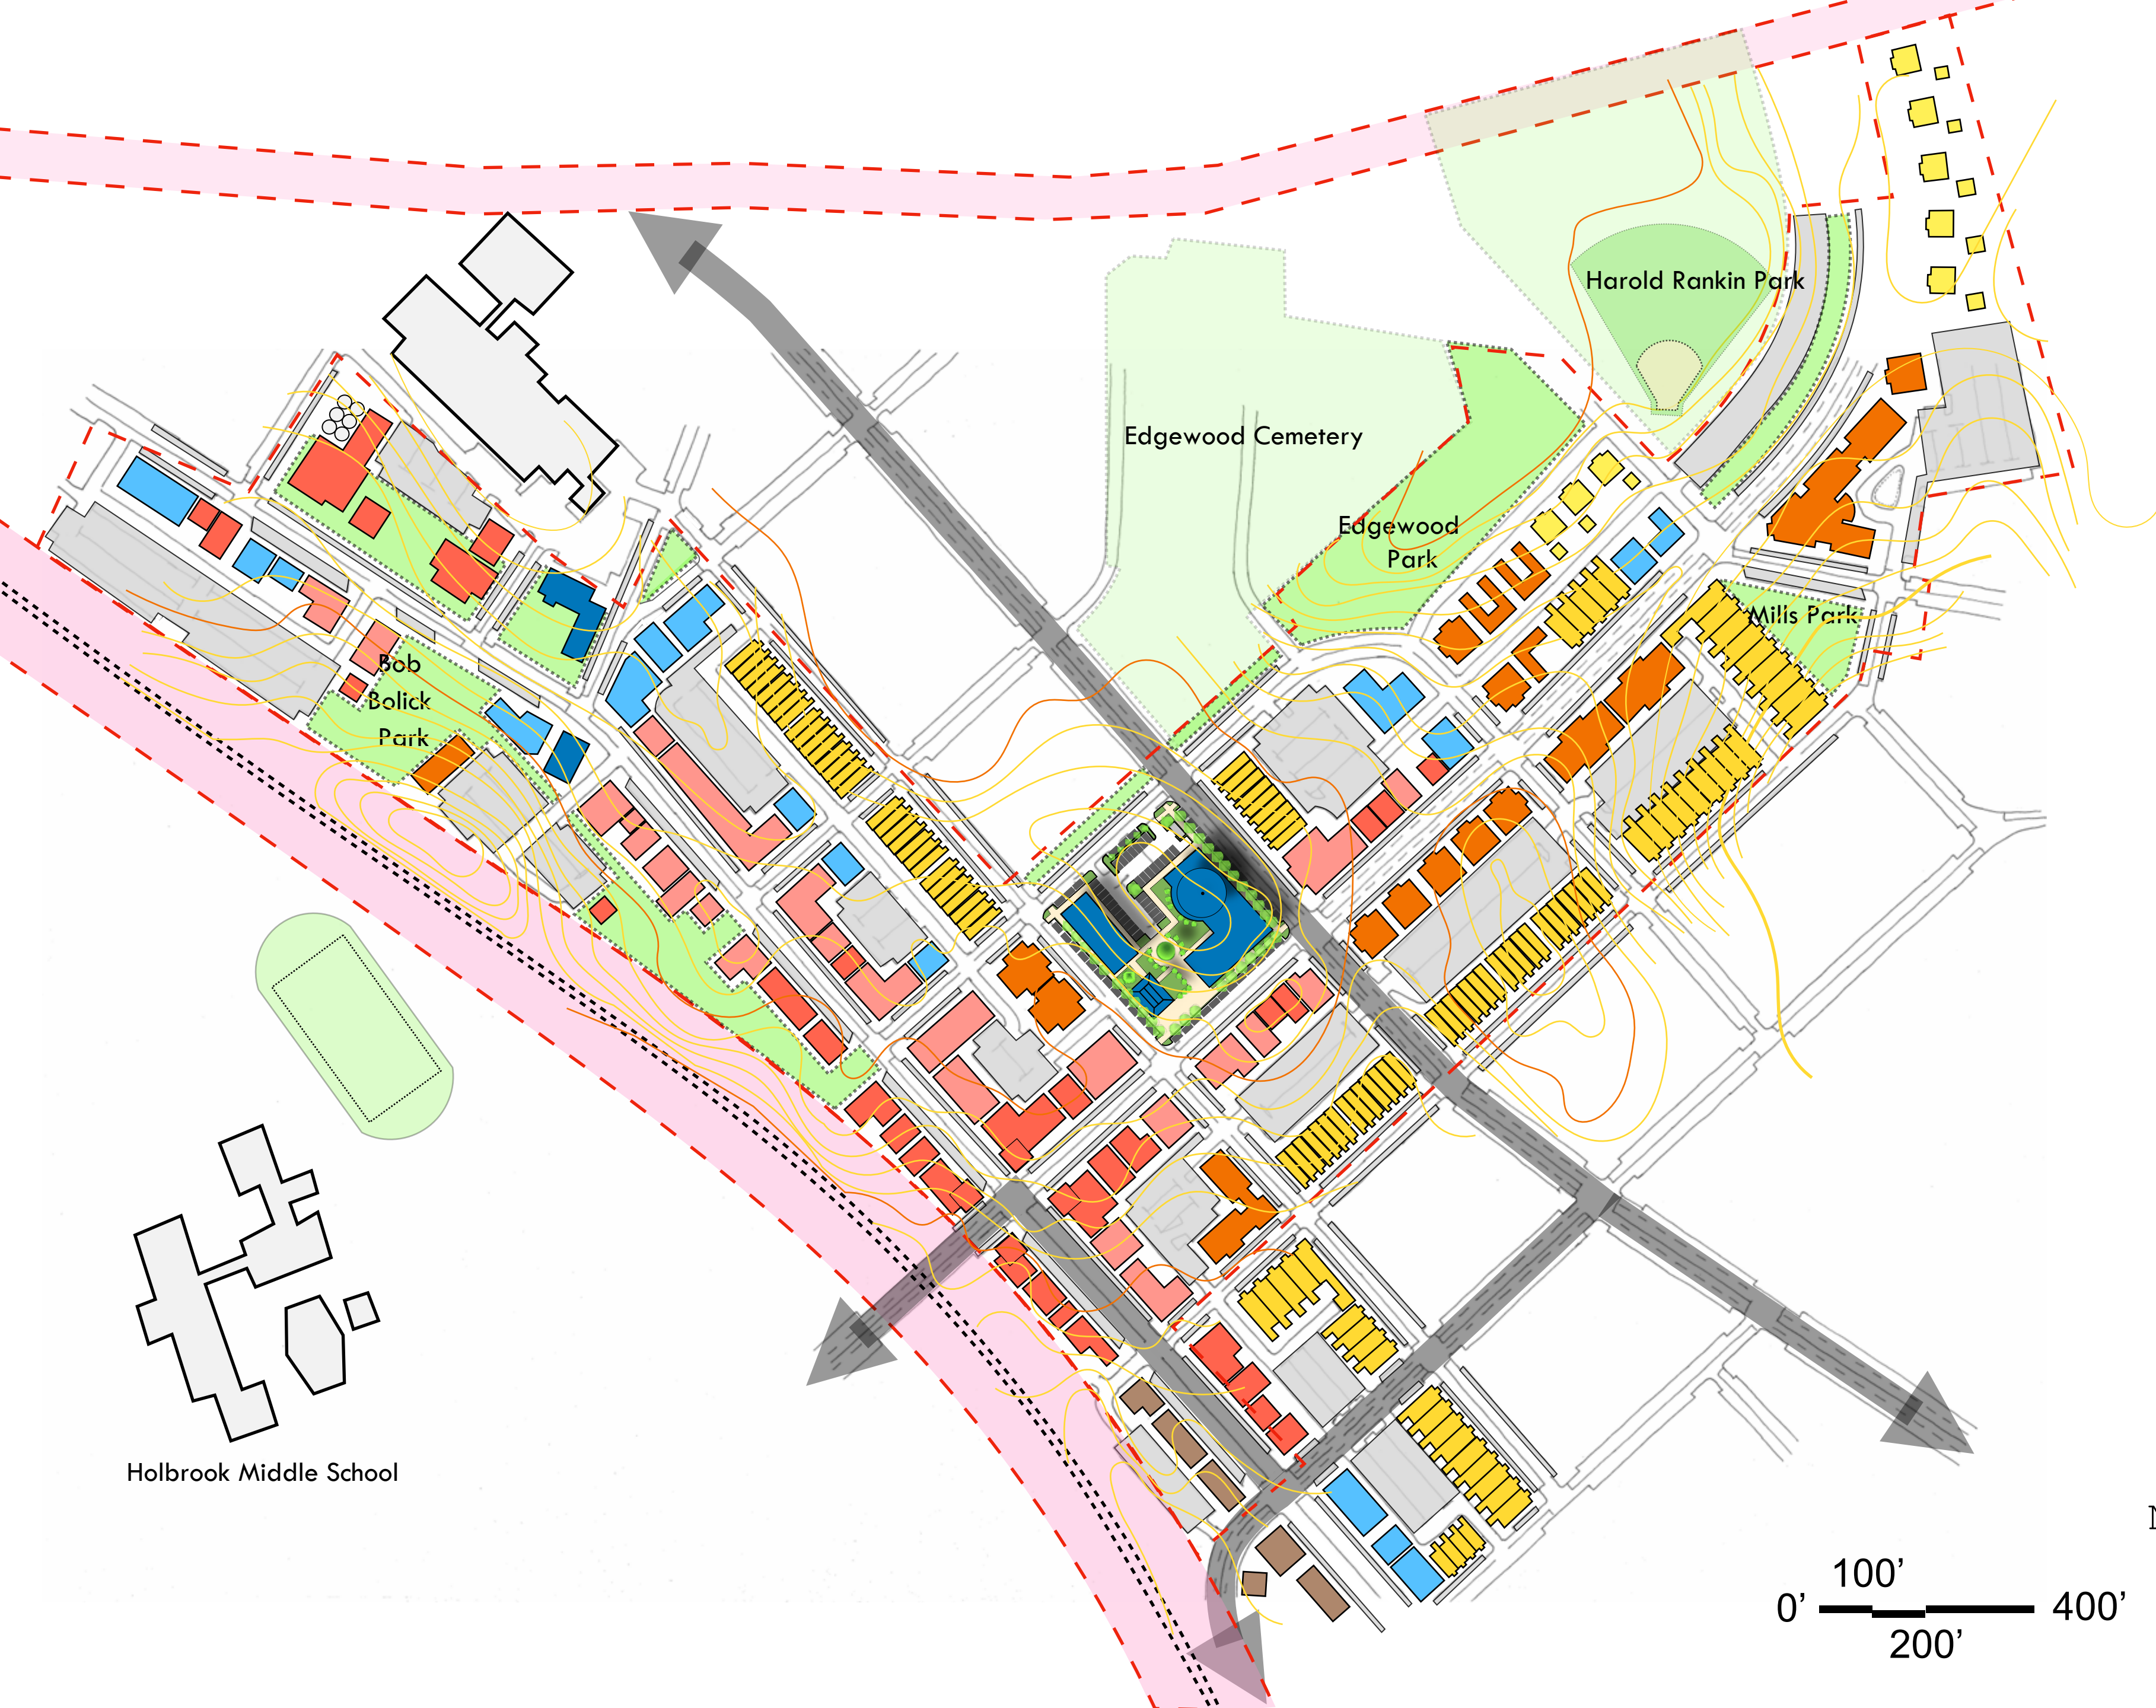 Harold Rankin Park
Edgewood Cemetery
Edgewood
Park
Mills Park
Bob
Bolick
Park
Holbrook Middle School
100’
0’
400’
200’